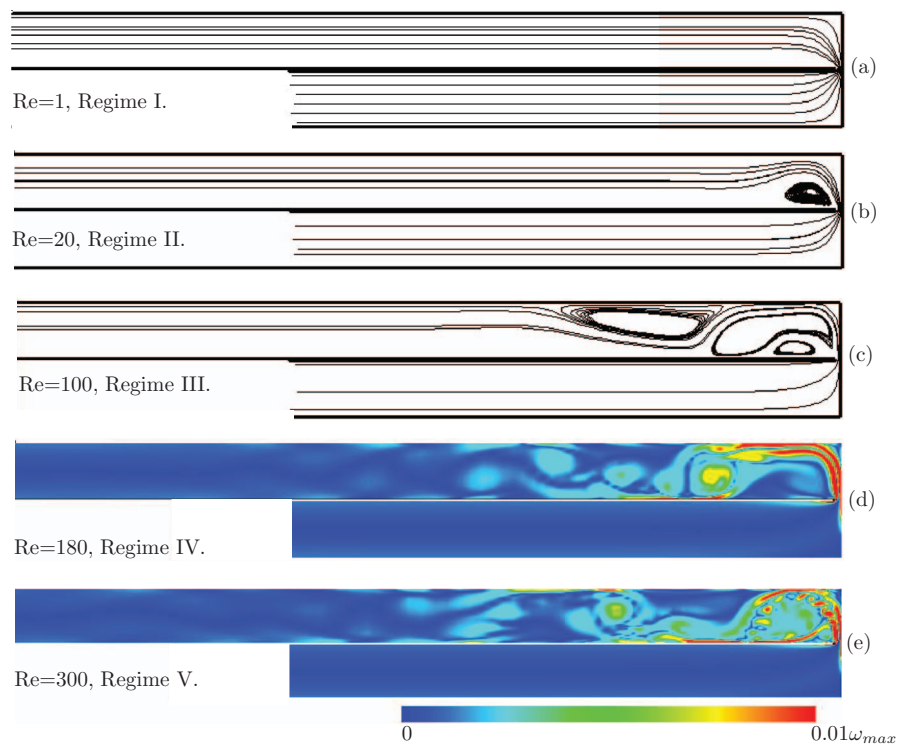 (a)
Re=1, Regime I.
(b)
Re=20, Regime II.
(c)
Re=100, Regime III.
(d)
Re=180, Regime IV.
(e)
Re=300, Regime V.
0 0.01ω_max